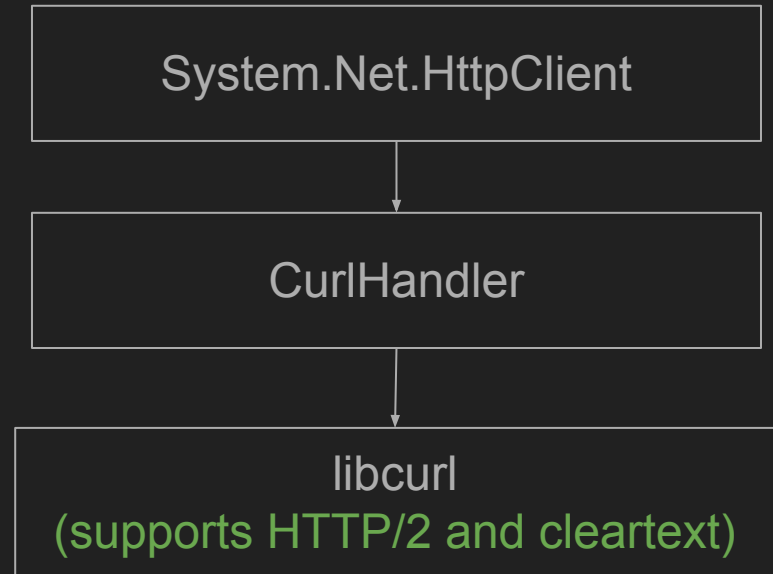 System.Net.HttpClient
CurlHandler
libcurl
(supports HTTP/2 and cleartext)